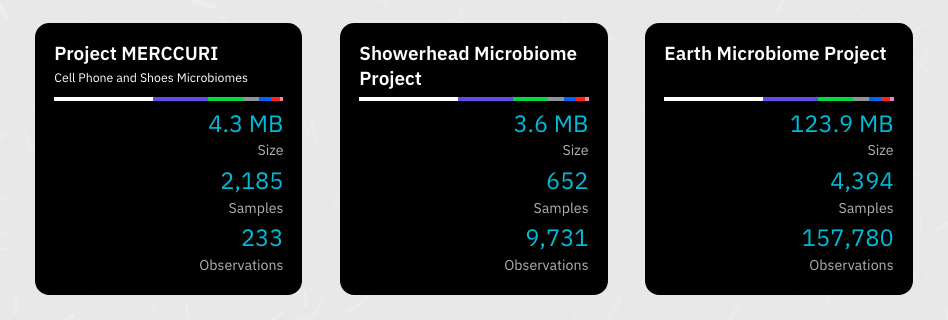 Project MERCCURI
Cell Phone and Shoes Microbiomes
4.3 MB
Size
2,185
Samples
233
Observations
Showerhead Microbiome
Project
3.6 MB
Size
652
Samples
9,731
Observations
Earth Microbiome Project
123.9 MB
Size
4,394
Samples
157,780
Observations